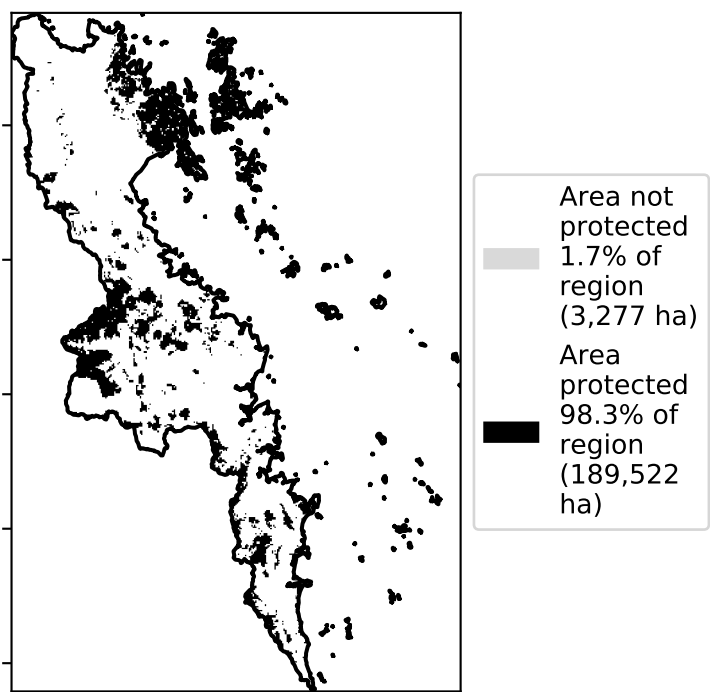 Area not
protected
1.7% of
region
(3,277 ha)
Area
protected
98.3% of
region
(189,522
ha)